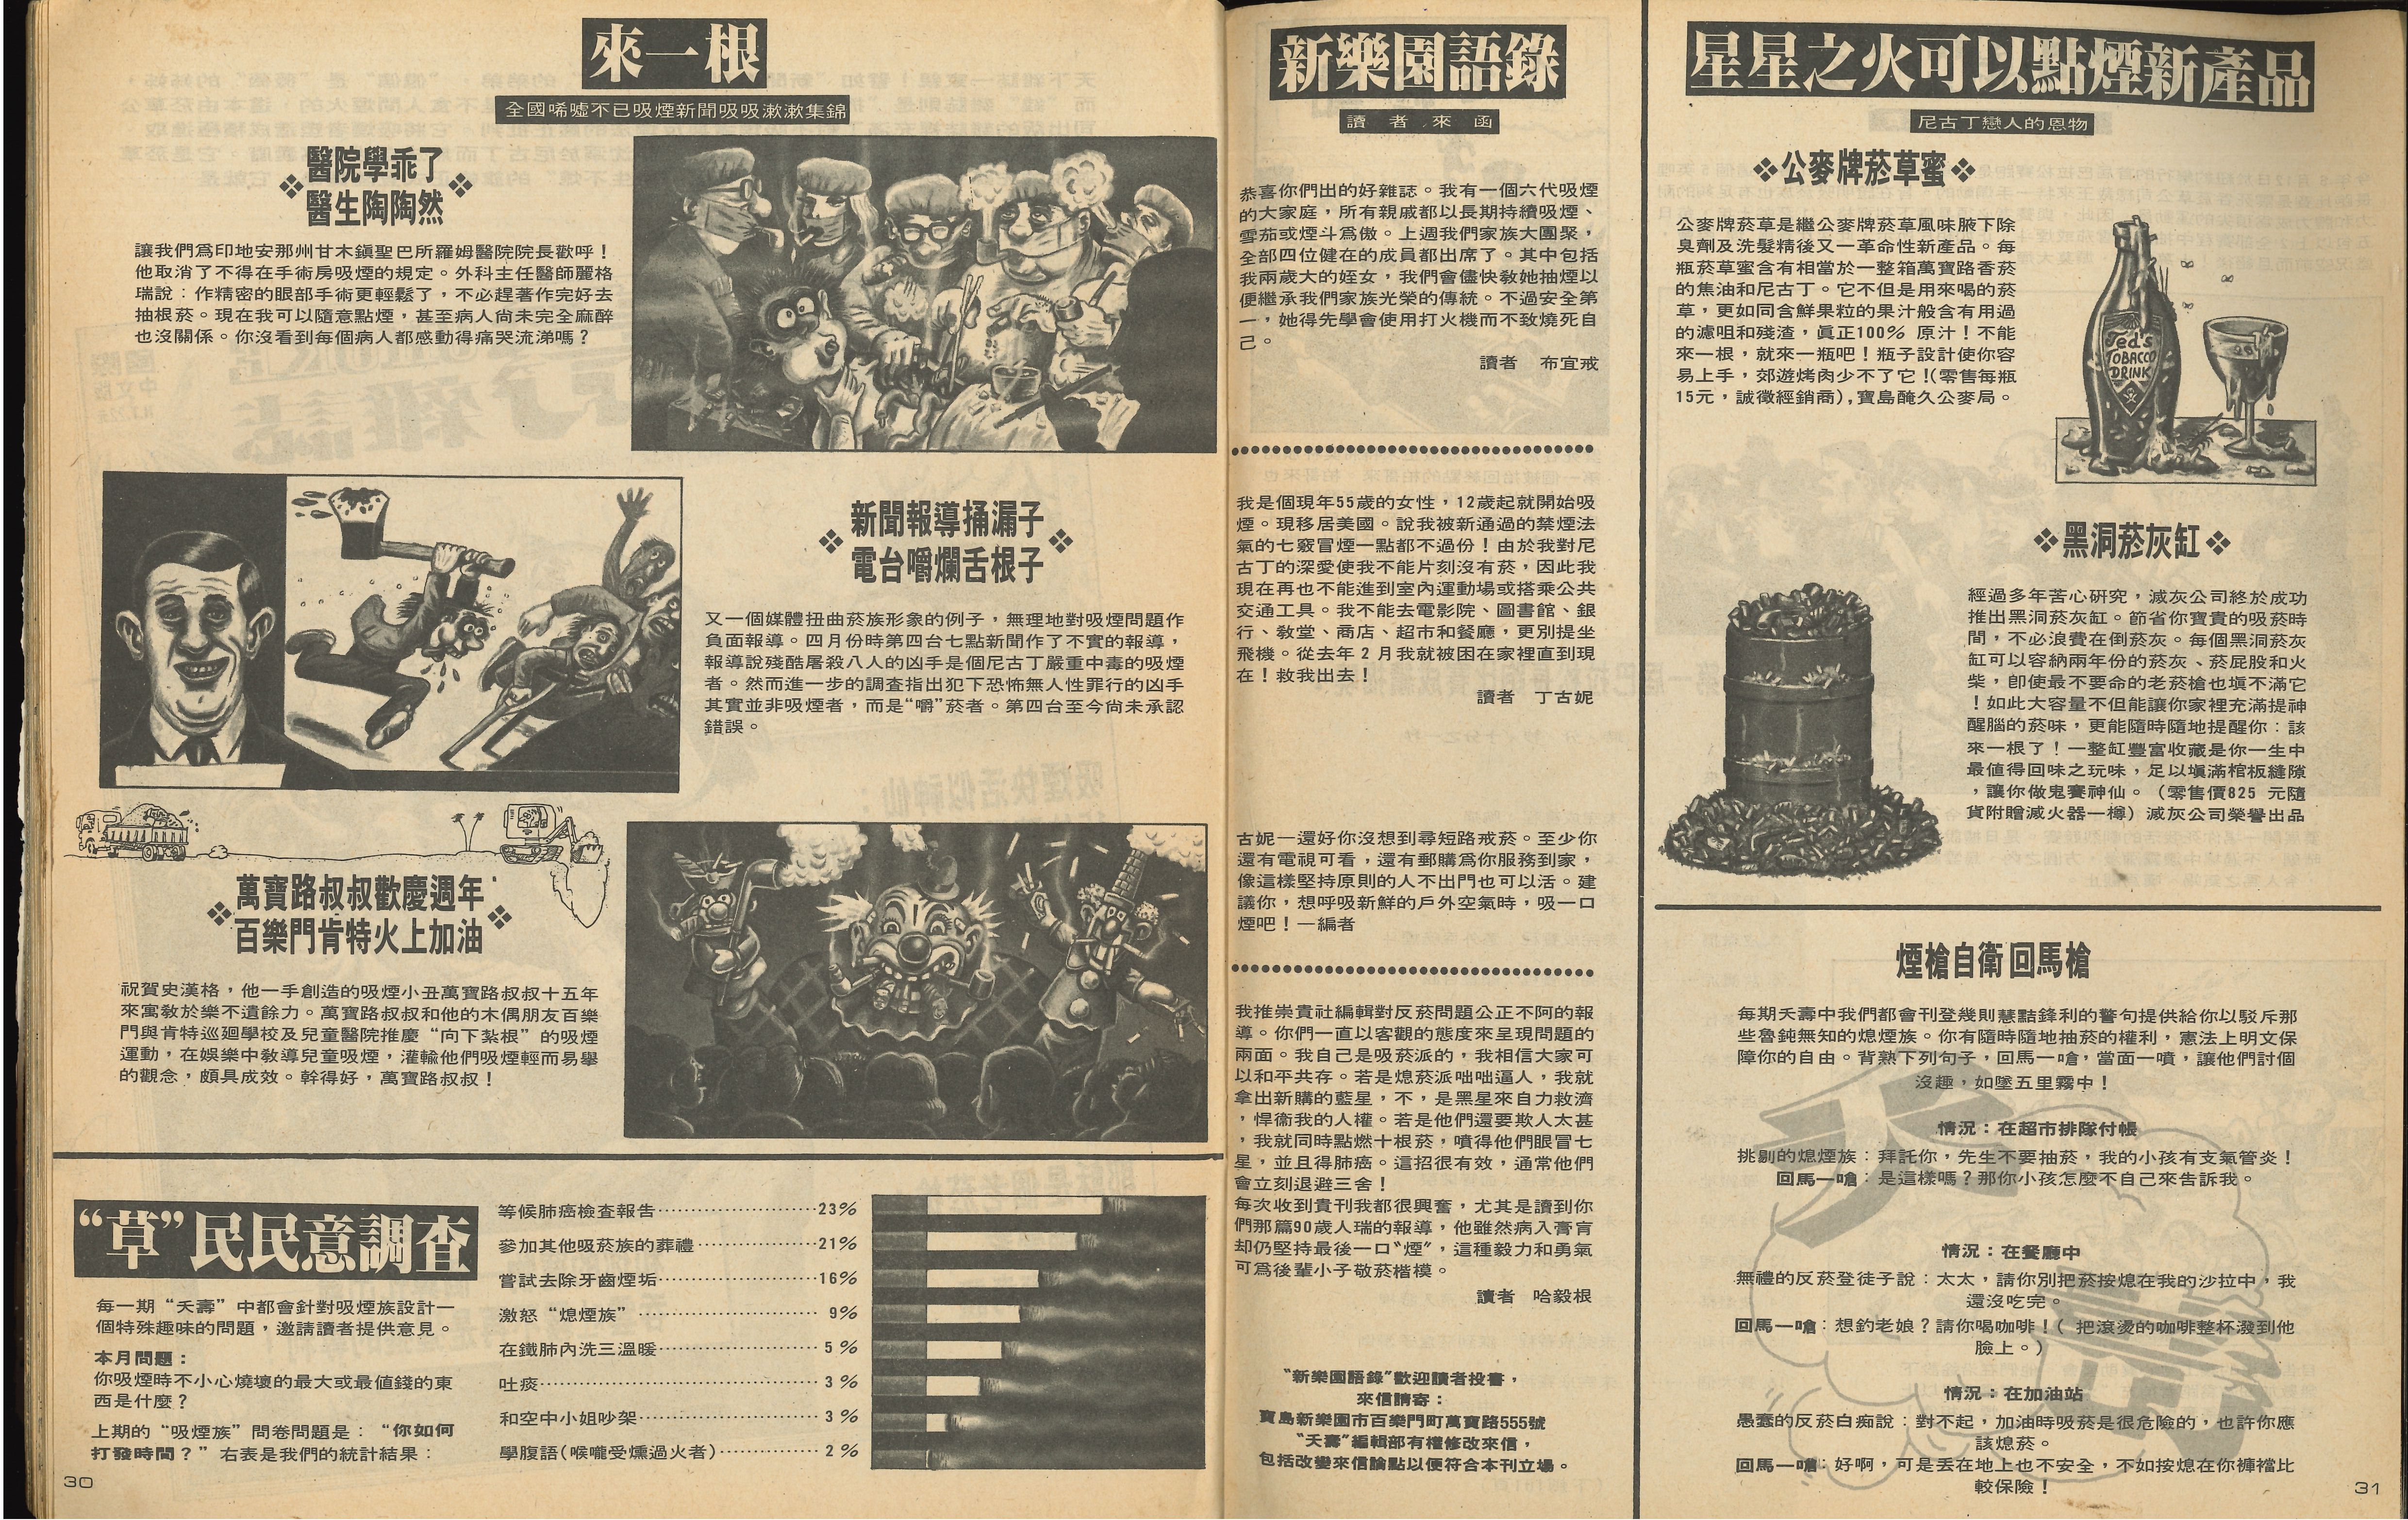 來一根
全國唏噓不已吸煙新聞吸吸漱漱集錦
醫院學乖了
醫生陶陶然
讓我們爲印地安那州甘木鎭聖巴所羅姆醫院院長歡呼！
他取消了不得在手術房吸煙的規定。外科主任醫師麗格
瑞說：作精密的眼部手術更輕鬆了，不必趕著作完好去
抽根菸。現在我可以隨意點煙，甚至病人尙未完全麻醉
也沒關係。你沒看到每個病人都感動得痛哭流涕嗎？
新聞報導捅漏子
電台嚼爛舌根子
又一個媒體扭曲菸族形象的例子，無理地對吸煙問題作
負面報導。四月份時第四台七點新聞作了不實的報導，
報導說殘酷屠殺八人的凶手是個尼古丁嚴重中毒的吸煙
者。然而進一步的調査指出犯下恐怖無人性罪行的凶手
其實並非吸煙者，而是“嚼”菸者。第四台至今尙未承認
錯誤。
萬寶路叔叔歡慶週年
百樂門肯特火上加油
祝賀史漢格，他一手創造的吸煙小丑萬寶路叔叔十五年
來寓敎於樂不遺餘力。萬寶路叔叔和他的木偶朋友百樂
門與肯特巡迴學校及兒童醫院推慶“向下紮根”的吸煙
運動，在娛樂中敎導兒童吸煙，灌輸他們吸煙輕而易舉
的觀念，頗具成效。幹得好，萬寶路叔叔！
“草”民民意調査
每一期“夭壽”中都會針對吸煙族設計一
個特殊趣味的問題，邀請讀者提供意見。
本月問題：
你吸煙時不小心燒壞的最大或最値錢的東
西是什麼？
上期的“吸煙族”問卷問題是：“你如何
打發時間？”右表是我們的統計結果：
等候肺癌檢査報告……………………23%
參加其他吸菸族的葬禮………………21%
嘗試去除牙齒煙垢……………………16%
激怒“熄煙族”……………………9%
在鐵肺內洗三溫暖……………………5%
吐痰……………………3%
和空中小姐吵架……………………3%
學腹語(喉嚨受燻過火者)……………2%
30
新樂園語錄
讀者來函
恭喜你們出的好雜誌。我有一個六代吸煙
的大家庭，所有親戚都以長期持續吸煙、
雪茄或煙斗爲傲。上週我們家族大團聚，
全部四位健在的成員都出席了。其中包括
我兩歲大的姪女，我們會儘快敎她抽煙以
便繼承我們家族光榮的傳統。不過安全第
一，她得先學會使用打火機而不致燒死自
己。
讀者　布宜戒
我是個現年55歲的女性，12歲起就開始吸
煙。現移居美國。說我被新通過的禁煙法
氣的七竅冒煙一點都不過份！由於我對尼
古丁的深愛使我不能片刻沒有菸，因此我
現在再也不能進到室內運動場或搭乘公共
交通工具。我不能去電影院、圖書館、銀
行、敎堂、商店、超市和餐廳，更別提坐
飛機。從去年2月我就被困在家裡直到現
在！救我出去！
讀者　丁古妮
古妮一還好你沒想到尋短路戒菸。至少你
還有電視可看，還有郵購爲你服務到家，
像這樣堅持原則的人不出門也可以活。建
議你，想呼吸新鮮的戶外空氣時，吸一口
煙吧！一編者
我推崇貴社編輯對反菸問題公正不阿的報
導。你們一直以客觀的態度來呈現問題的
兩面。我自己是吸菸派的，我相信大家可
以和平共存。若是熄菸派咄咄逼人，我就
拿出新購的藍星，不，是黑星來自力救濟
，悍衞我的人權。若是他們還要欺人太甚
，我就同時點燃十根菸，噴得他們眼冒七
星，並且得肺癌。這招很有效，通常他們
會立刻退避三舍！
每次收到貴刊我都很興奮，尤其是讀到你
們那篇90歲人瑞的報導，他雖然病入膏肓
却仍堅持最後一口“煙”，這種毅力和勇氣
可爲後輩小子敬菸楷模。
讀者　哈毅根
“新樂園語錄”歡迎讀者投書，
來信請寄：
寶島新樂園市百樂門町萬寶路555號
“夭壽”編輯部有權修改來信，
包括改變來信論點以便符合本刊立場。
星星之火可以點煙新產品
尼古丁戀人的恩物
公麥牌菸草蜜
公麥牌菸草是繼公麥牌菸草風味腋下除
臭劑及洗髮精後又一革命性新產品。每
瓶菸草蜜含有相當於一整箱萬寶路香菸
的焦油和尼古丁。它不但是用來喝的菸
草，更如同含鮮果粒的果汁般含有用過
的濾咀和殘渣，眞正100%原汁！不能
來一根，就來一瓶吧！瓶子設計使你容
易上手，郊遊烤肉少不了它！(零售每瓶
15元，誠徵經銷商)，寶島醃久公麥局。
Ted's
TOBACCO
DRINK
黑洞菸灰缸
經過多年苦心研究，滅灰公司終於成功
推出黑洞菸灰缸。節省你寶貴的吸菸時
間，不必浪費在倒菸灰。每個黑洞菸灰
缸可以容納兩年份的菸灰、菸屁股和火
柴，卽使最不要命的老菸槍也塡不滿它
！如此大容量不但能讓你家裡充滿提神
醒腦的菸味，更能隨時隨地提醒你：該
來一根了！一整缸豐富收藏是你一生中
最値得回味之玩味，足以塡滿棺板縫隙
，讓你做鬼賽神仙。（零售價825元隨
貨附贈滅火器一樽）滅灰公司榮譽出品
煙槍自衞回馬槍
每期夭壽中我們都會刊登幾則慧黠鋒利的警句提供給你以駁斥那
些魯鈍無知的熄煙族。你有隨時隨地抽菸的權利，憲法上明文保
障你的自由。背熟下列句子，回馬一嗆，當面一噴，讓他們討個
沒趣，如墜五里霧中！
情況：在超市排隊付帳
挑剔的熄煙族：拜託你，先生不要抽菸，我的小孩有支氣管炎！
回馬一嗆：是這樣嗎？那你小孩怎麼不自己來告訴我。
情況：在餐廳中
無禮的反菸登徒子說：太太，請你別把菸按熄在我的沙拉中，我
還沒吃完。
回馬一嗆：想釣老娘？請你喝咖啡！(把滾燙的咖啡整杯潑到他
臉上。)
情況：在加油站
愚蠢的反菸白痴說：對不起，加油時吸菸是很危險的，也許你應
該熄菸。
回馬一嗆：好啊，可是丟在地上也不安全，不如按熄在你褲襠比
較保險！
31